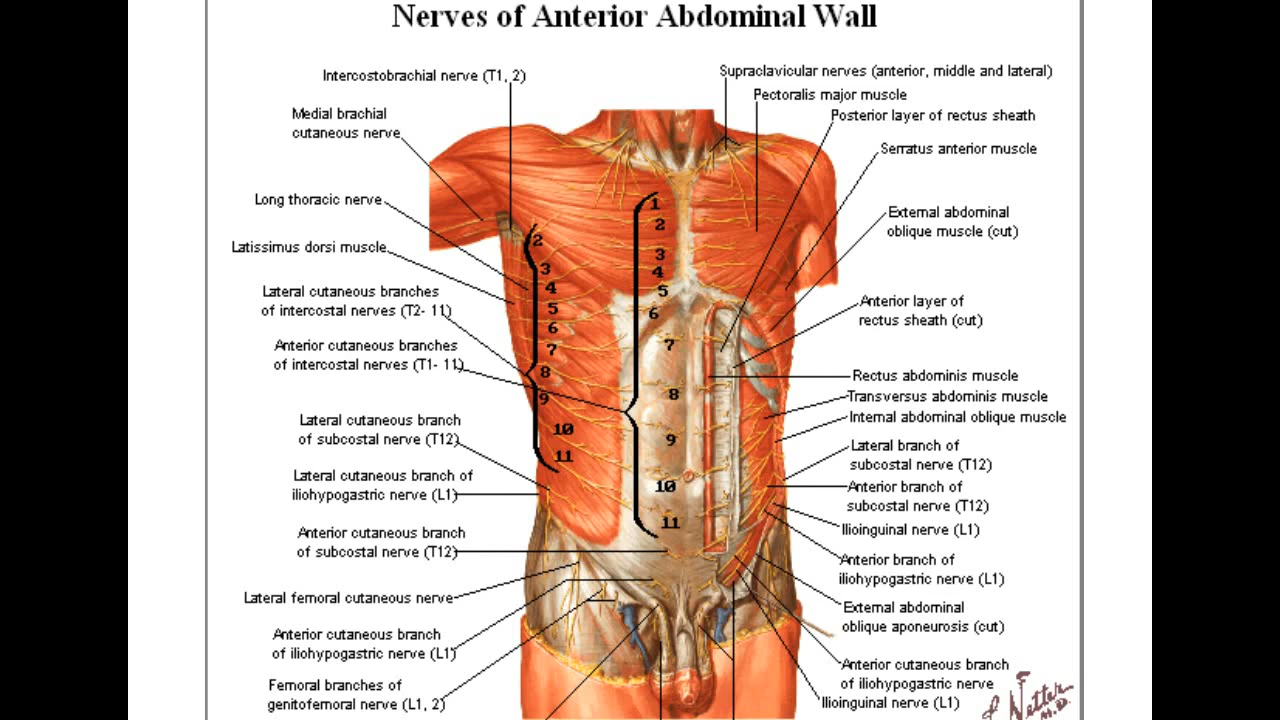 Nerves of Anterior Abdominal Wall
Intercostobrachial nerve (T1, 2)
Medial brachial
cutaneous nerve
Long thoracic nerve
Latissimus dorsi muscle
Lateral cutaneous branches
of intercostal nerves (T2- 11)
Anterior cutaneous branches
of intercostal nerves (T1- 11)
Lateral cutaneous branch
of subcostal nerve (T12)
Lateral cutaneous branch of
iliohypogastric nerve (L1)
Anterior cutaneous branch
of subcostal nerve (T12)
Lateral femoral cutaneous nerve
Anterior cutaneous branch
of iliohypogastric nerve (L1)
Femoral branches of
genitofemoral nerve (L1, 2)
2
3
4
5
6
7
8
9
10
11
1
2
3
4
5
6
7
8
9
10
11
Supraclavicular nerves (anterior, middle and lateral)
Pectoralis major muscle
Posterior layer of rectus sheath
Serratus anterior muscle
External abdominal
oblique muscle (cut)
Anterior layer of
rectus sheath (cut)
Rectus abdominis muscle
Transversus abdominis muscle
Internal abdominal oblique muscle
Lateral branch of
subcostal nerve (T12)
Anterior branch of
subcostal nerve (T12)
Ilioinguinal nerve (L1)
Anterior branch of
iliohypogastric nerve (L1)
External abdominal
oblique aponeurosis (cut)
Anterior cutaneous branch
of iliohypogastric nerve
Ilioinguinal nerve (L1)
F. Netter
M.D.